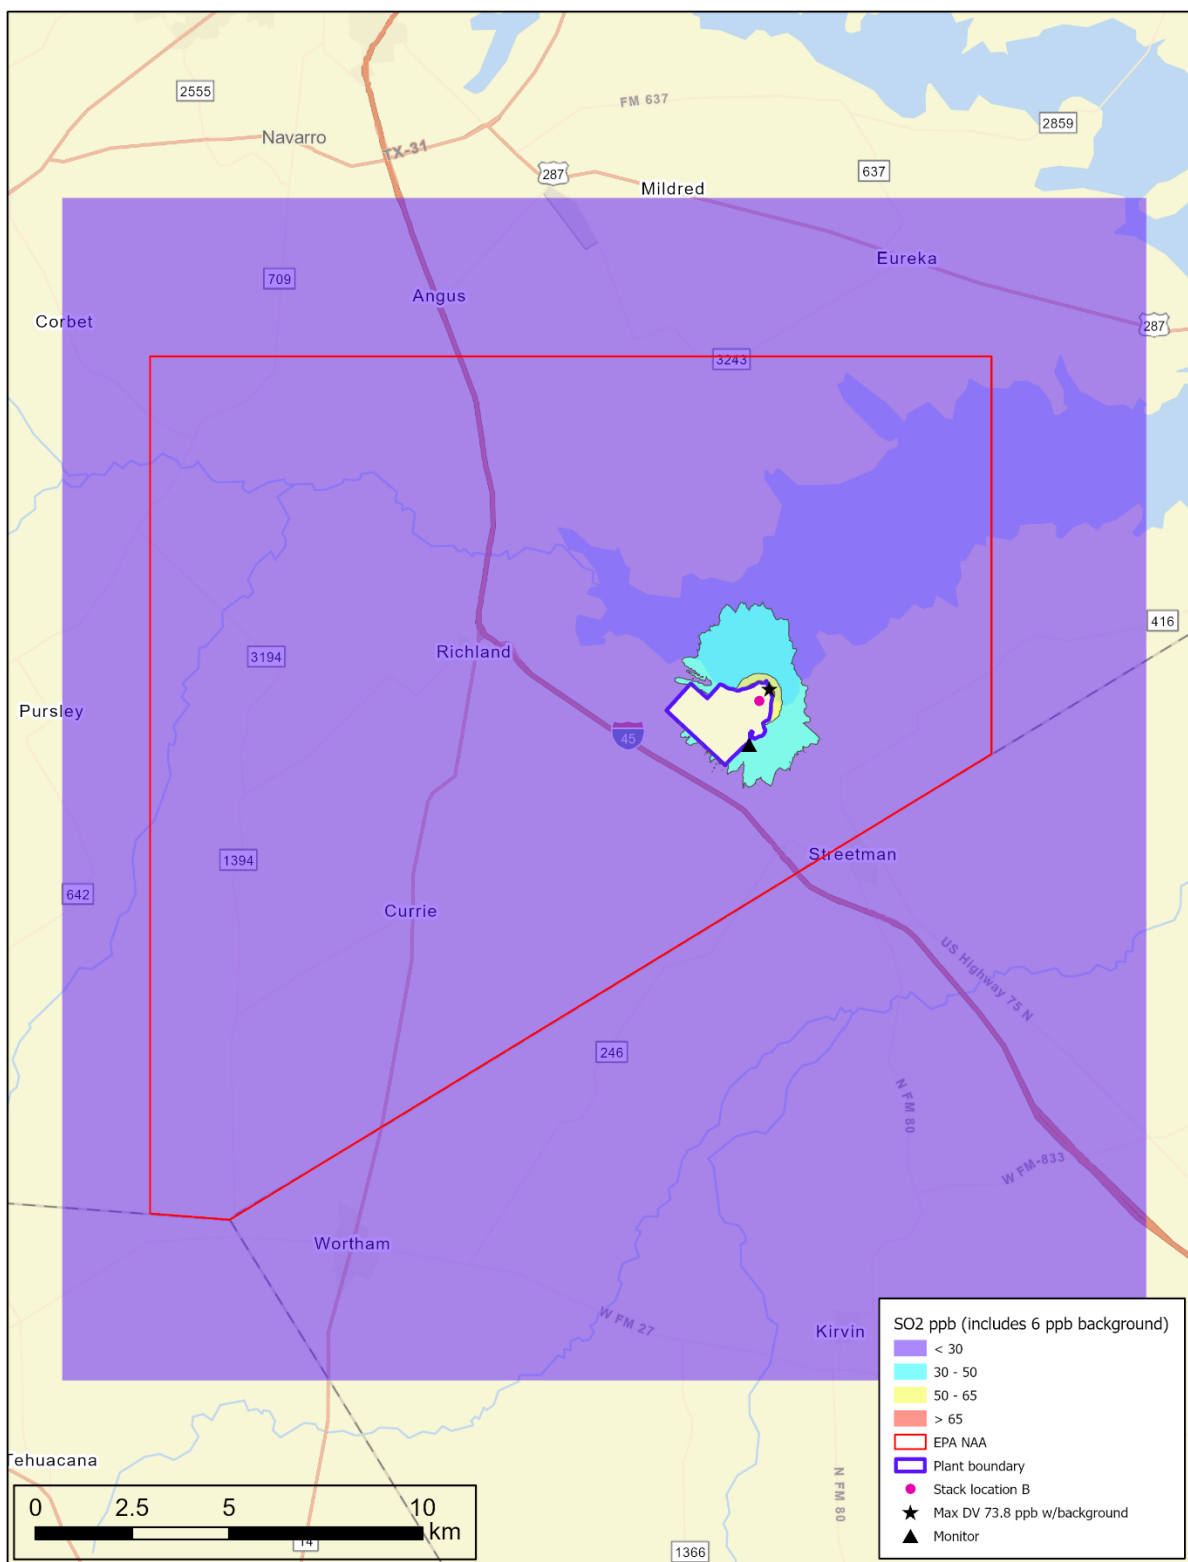 2555
FM 637
2859
Navarro
TX-31
287
637
Mildred
Eureka
709
Angus
Corbet
287
3243
416
Richland
3194
Pursley
45
Streetman
1394
642
Currie
US Highway 75 N
246
N FM 80
W FM-833
Wortham
W FM 27
Kirvin
Tehuacana
N FM 80
14
1366
0 2.5 5 10
km
SO2 ppb (includes 6 ppb background)
< 30
30 - 50
50 - 65
> 65
EPA NAA
Plant boundary
Stack location B
Max DV 73.8 ppb w/background
Monitor